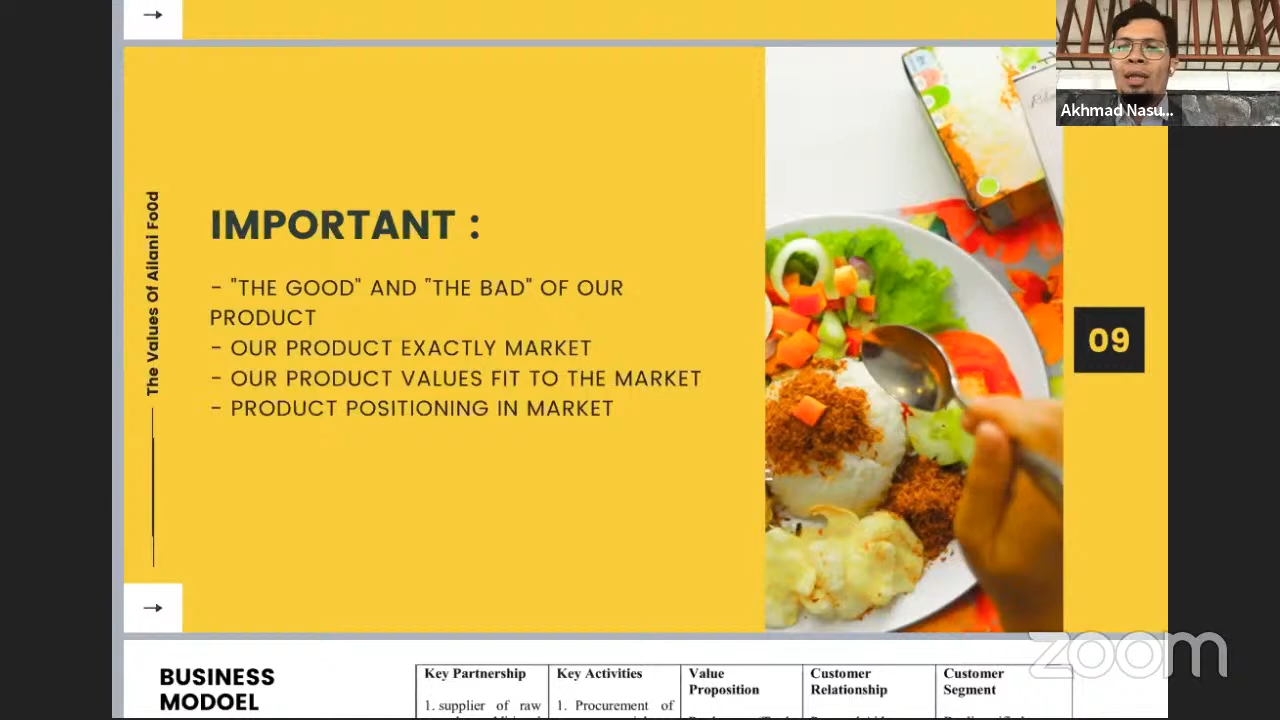 →
Akhmad Nasu...
The Values Of Ailani Fo0d
IMPORTANT :
- "THE GOOD" AND "THE BAD" OF OUR
PRODUCT
- OUR PRODUCT EXACTLY MARKET
- OUR PRODUCT VALUES FIT TO THE MARKET
- PRODUCT POSITIONING IN MARKET
09
→
zoom
BUSINESS
MODOEL
Key Partnership
1. supplier of raw
Key Activities
1. Procurement of
Value
Proposition
Customer
Relationship
Customer
Segment